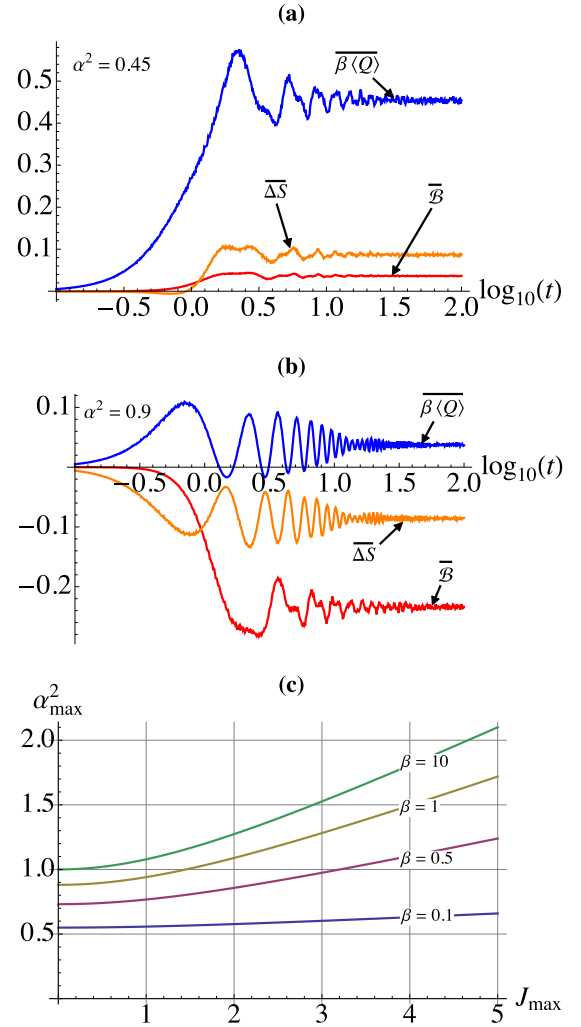 (a)
α² = 0.45
β⟨Q⟩
0.5
0.4
0.3
0.2
0.1
ΔS
ℬ
−0.5 0.0 0.5 1.0 1.5 2.0 log₁₀(t)
(b)
0.1
α² = 0.9
β⟨Q⟩
−0.5 0.0 0.5 1.0 1.5 2.0 log₁₀(t)
−0.1
ΔS
−0.2
ℬ
(c)
α²max
2.0
1.5
1.0
0.5
β = 10
β = 1
β = 0.5
β = 0.1
1 2 3 4 5 Jmax